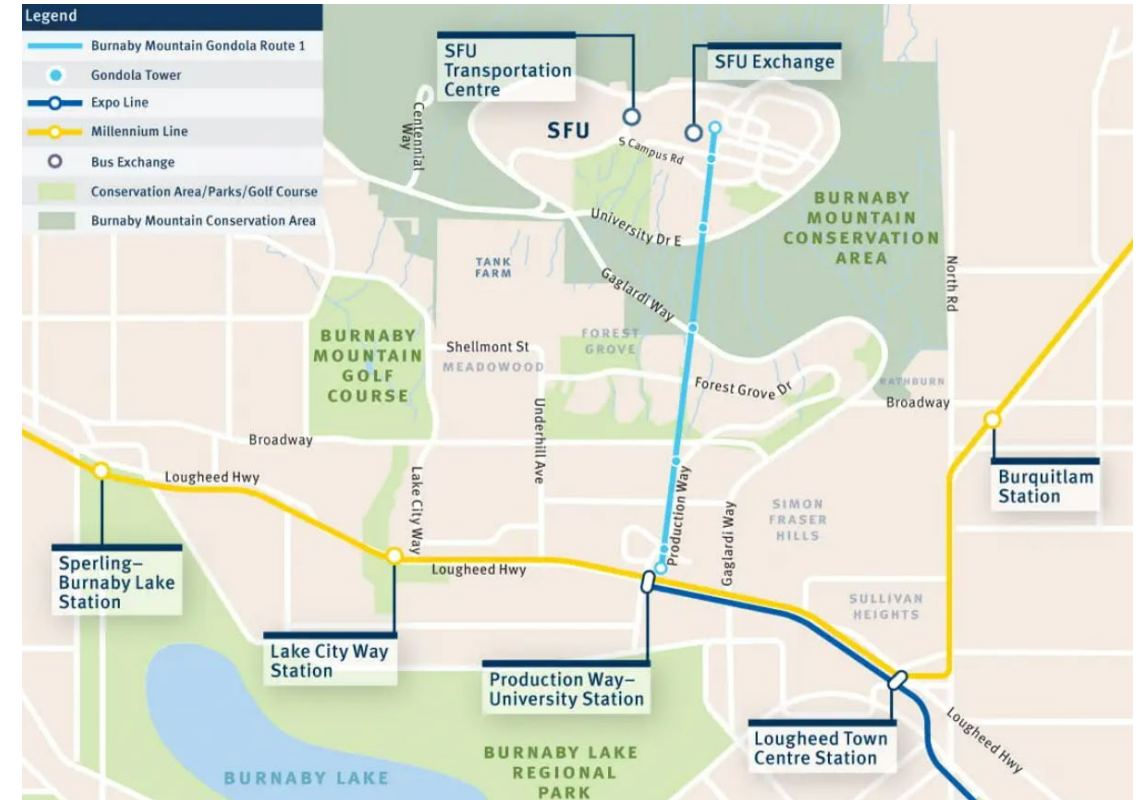 Legend
Burnaby Mountain Gondola Route 1
Gondola Tower
Expo Line
Millennium Line
Bus Exchange
Conservation Area/Parks/Golf Course
Burnaby Mountain Conservation Area
SFU
Transportation
Centre
SFU Exchange
Centennial
Way
SFU
S Campus Rd
BURNABY
MOUNTAIN
CONSERVATION
AREA
University Dr E
TANK
FARM
Gaglardi Way
North Rd
BURNABY
MOUNTAIN
GOLF
COURSE
FOREST
GROVE
Shellmont St
MEADOWOOD
Forest Grove Dr
RATHBURN
Broadway
Underhill Ave
Broadway
Lougheed Hwy
Lake City Way
Production Way
Gaglardi Way
SIMON
FRASER
HILLS
Burquitlam
Station
Sperling–
Burnaby Lake
Station
Lougheed Hwy
SULLIVAN
HEIGHTS
Lake City Way
Station
Production Way–
University Station
Lougheed Town
Centre Station
Lougheed Hwy
BURNABY LAKE
BURNABY LAKE
REGIONAL
PARK